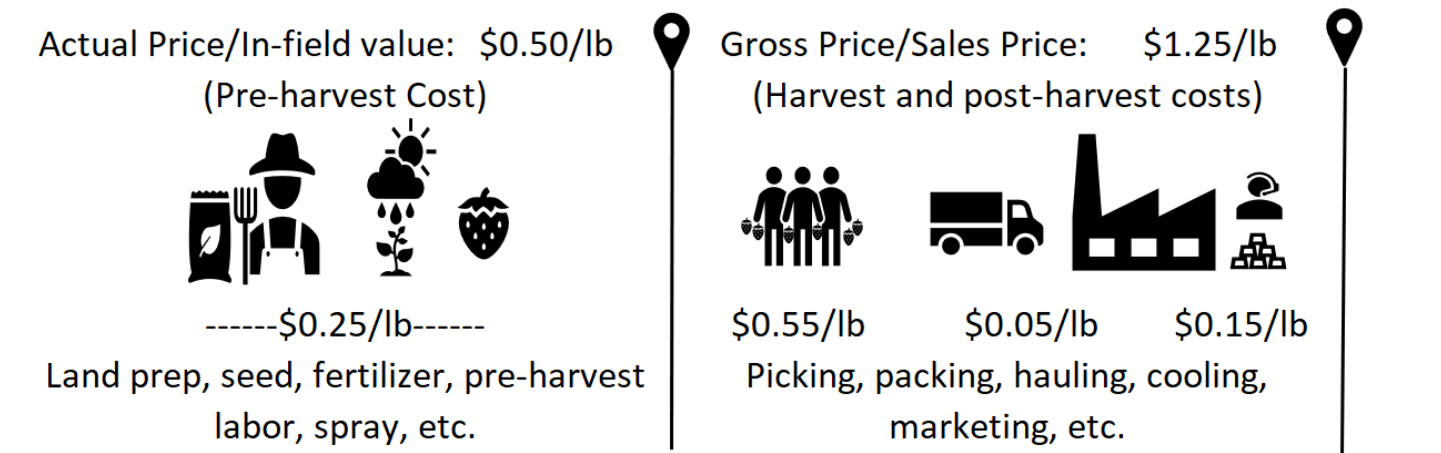 Actual Price/In-field value: $0.50/lb
(Pre-harvest Cost)
------$0.25/lb------
Land prep, seed, fertilizer, pre-harvest
labor, spray, etc.
Gross Price/Sales Price: $1.25/lb
(Harvest and post-harvest costs)
$0.55/lb $0.05/lb $0.15/lb
Picking, packing, hauling, cooling,
marketing, etc.